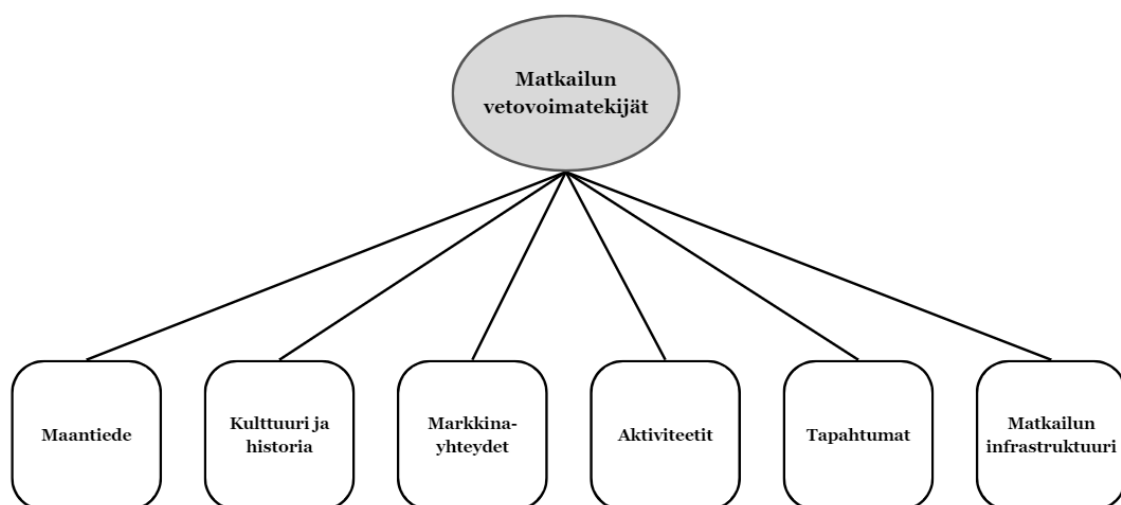 Matkailun
vetovoimatekijät
Maantiede
Kulttuuri ja
historia
Markkina-
yhteydet
Aktiviteetit
Tapahtumat
Matkailun
infrastruktuuri